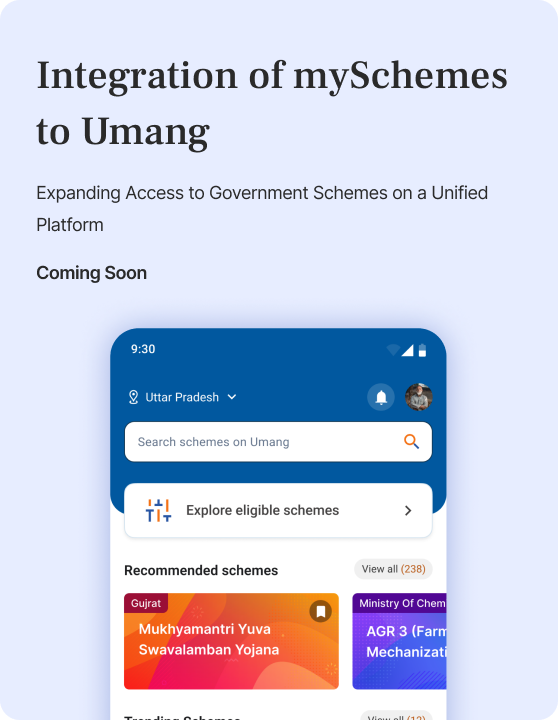 Integration of mySchemes
to Umang
Expanding Access to Government Schemes on a Unified
Platform
Coming Soon
9:30
Uttar Pradesh
Search schemes on Umang
Explore eligible schemes
Recommended schemes
View all (238)
Gujrat
Mukhyamantri Yuva
Swavalamban Yojana
Ministry Of Chem
AGR 3 (Farm
Mechanizati
Trending Schemes
View all (12)